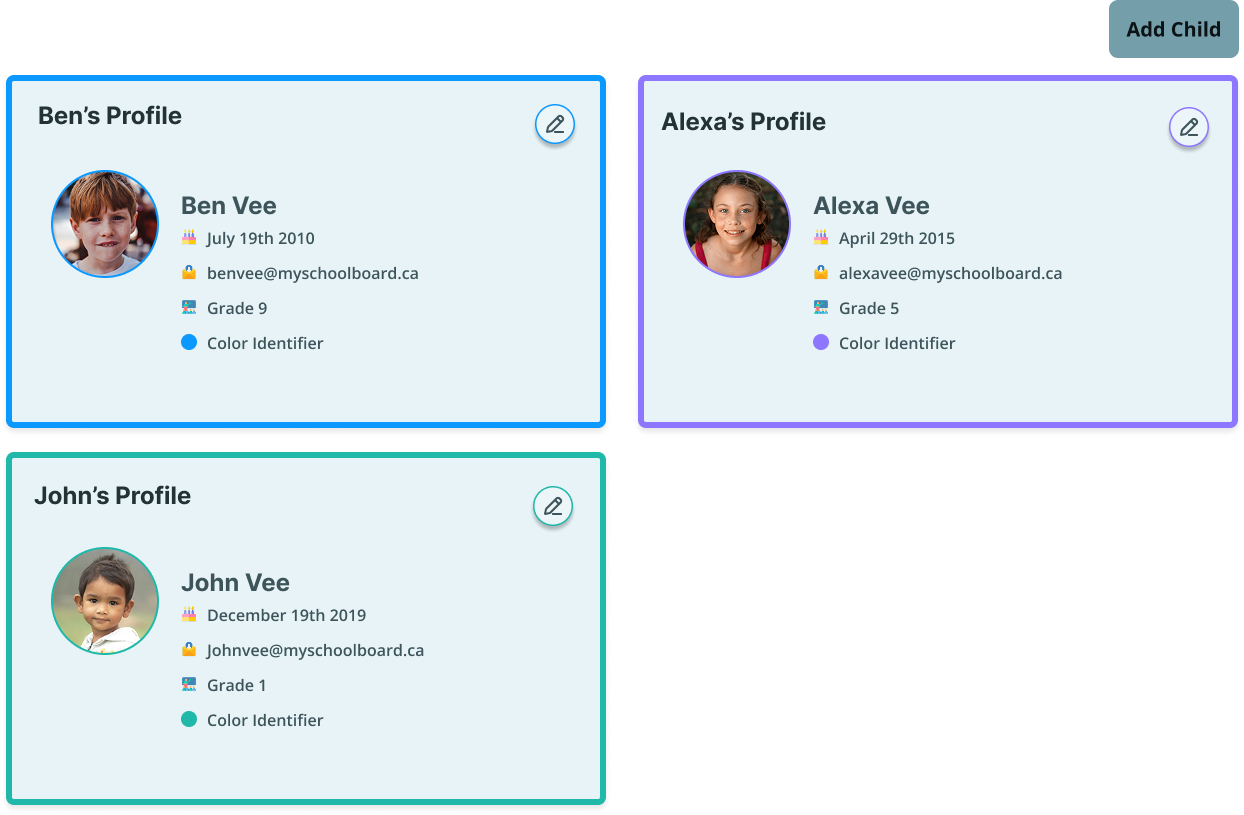 Add Child
Ben’s Profile
Ben Vee
July 19th 2010
benvee@myschoolboard.ca
Grade 9
Color Identifier
Alexa’s Profile
Alexa Vee
April 29th 2015
alexavee@myschoolboard.ca
Grade 5
Color Identifier
John’s Profile
John Vee
December 19th 2019
Johnvee@myschoolboard.ca
Grade 1
Color Identifier